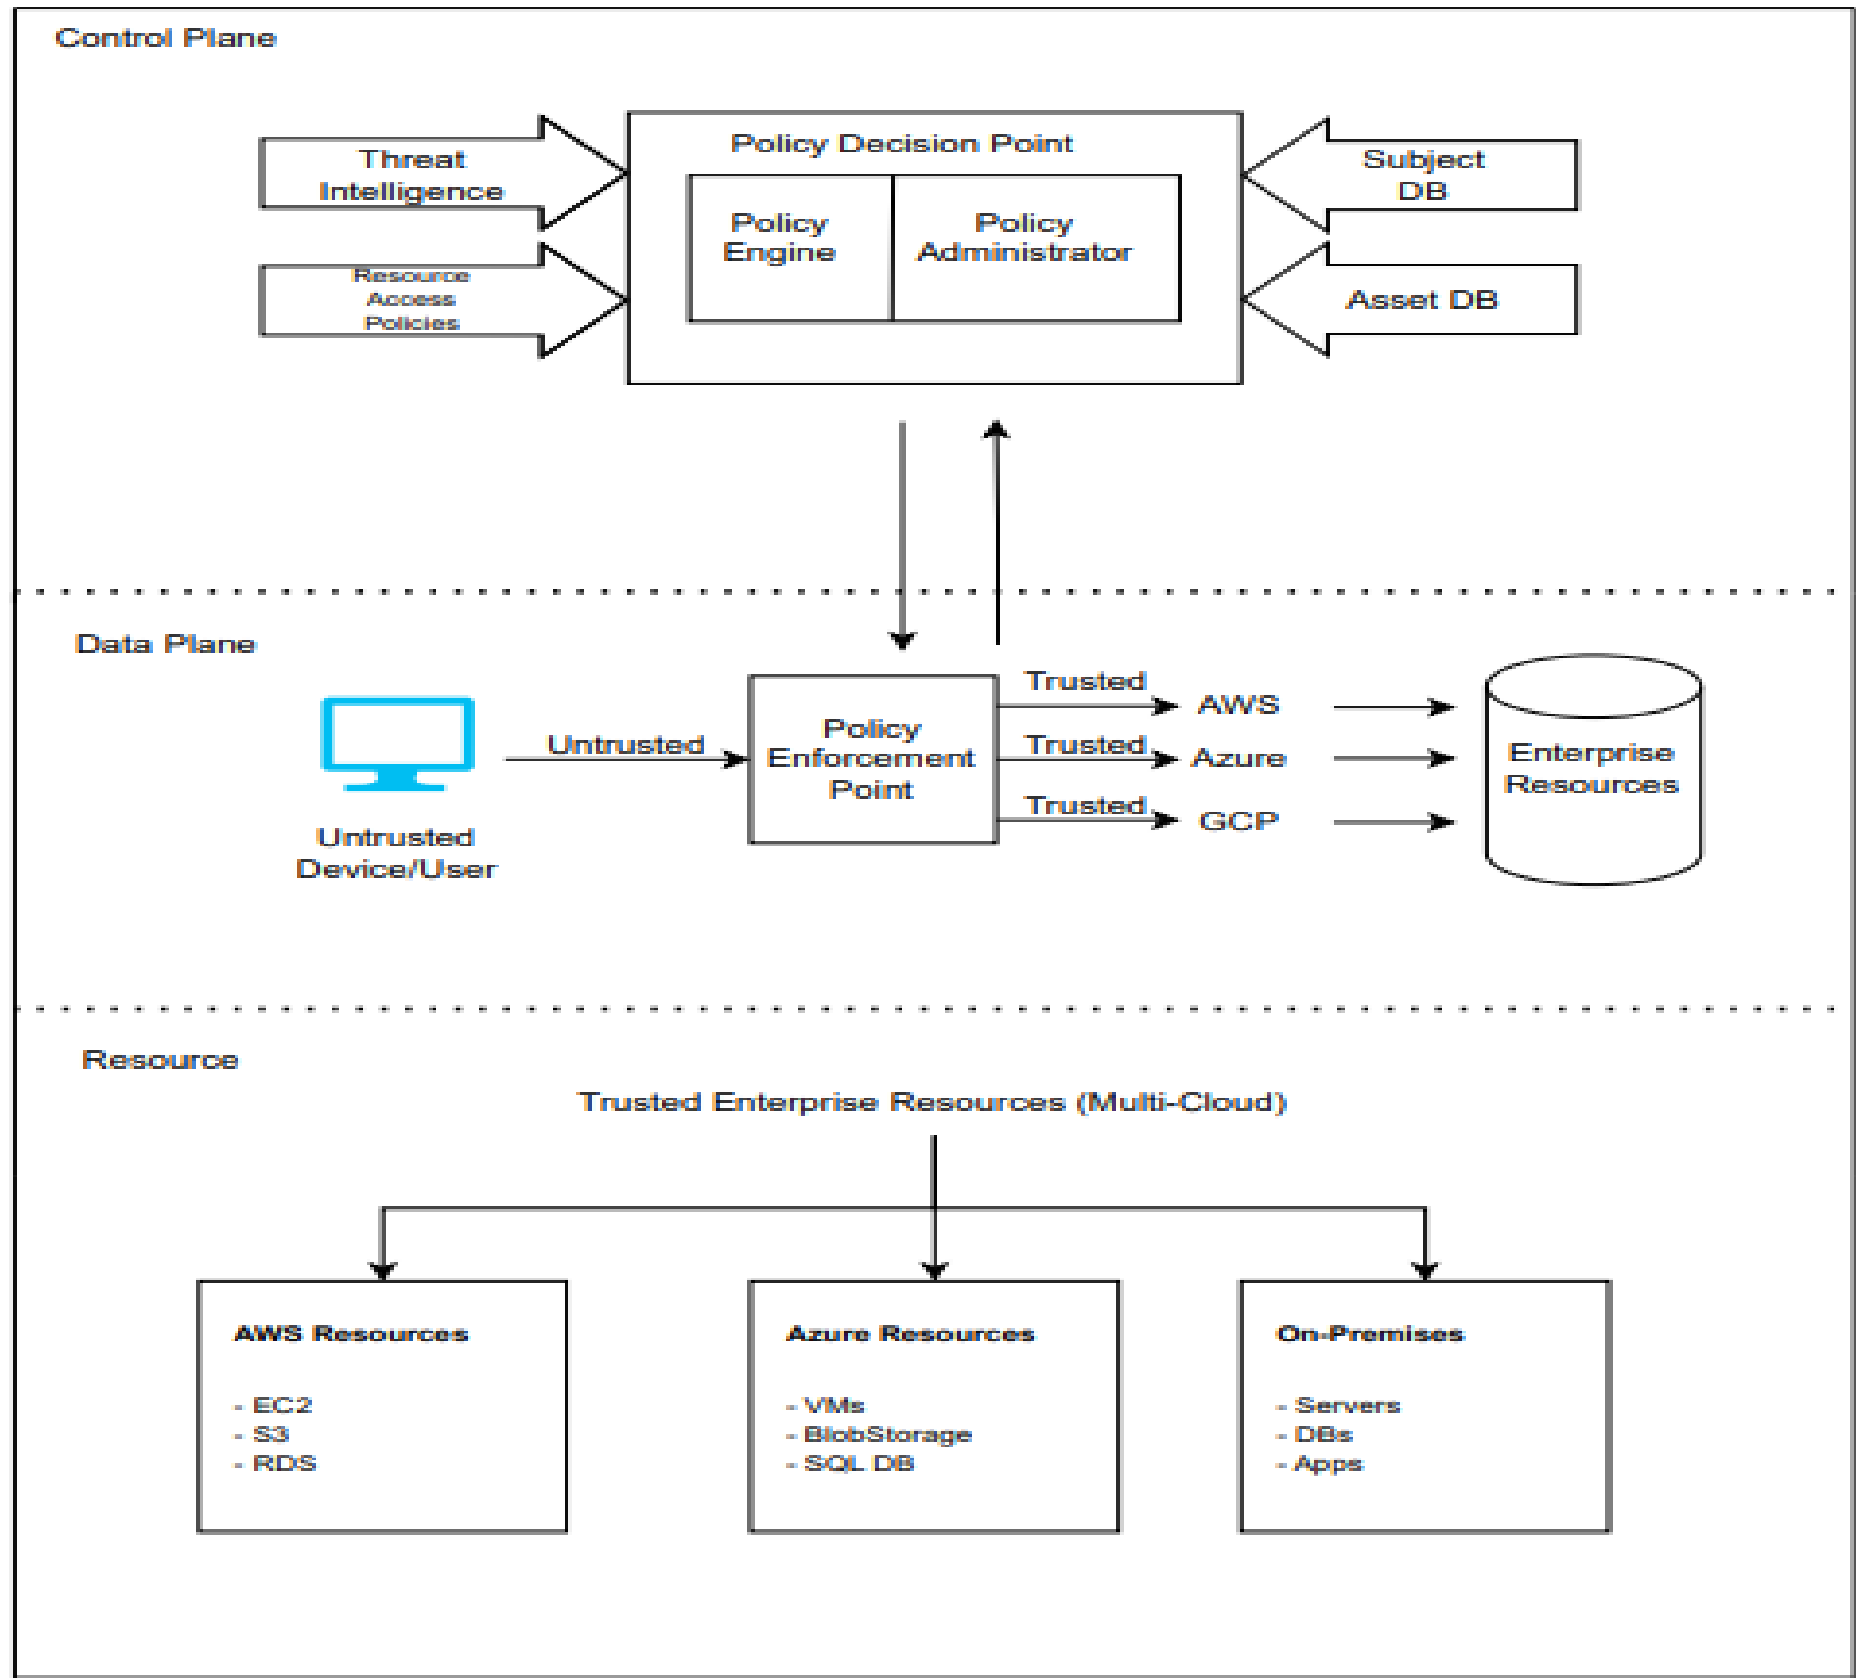 Control Plane
Threat
Intelligence
Resource
Access
Policies
Policy Decision Point
Policy
Engine
Policy
Administrator
Subject
DB
Asset DB
Data Plane
Untrusted
Device/User
Untrusted
Policy
Enforcement
Point
Trusted
AWS
Trusted
Azure
Trusted
GCP
Enterprise
Resources
Resource
Trusted Enterprise Resources (Multi-Cloud)
AWS Resources
- EC2
- S3
- RDS
Azure Resources
- VMs
- BlobStorage
- SQL DB
On-Premises
- Servers
- DBs
- Apps